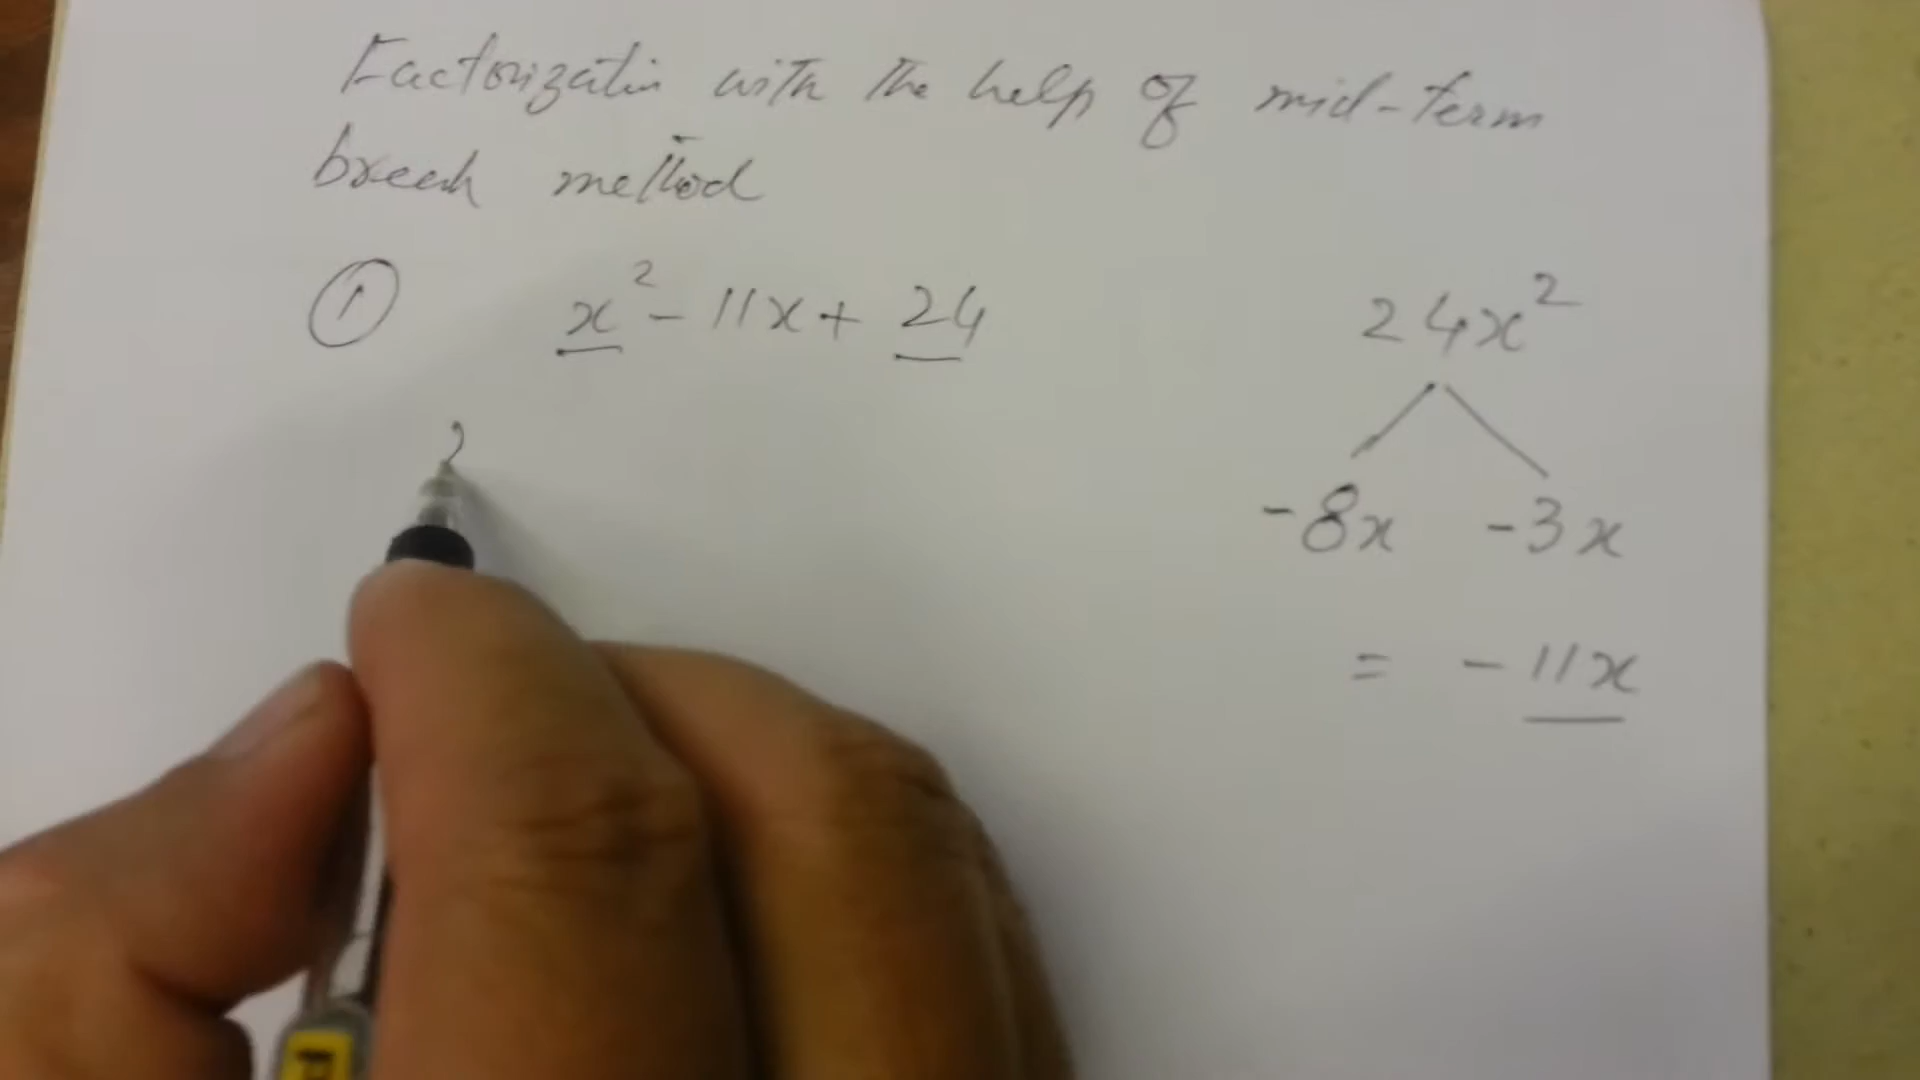 Factorization with the help of mid-term
break method
① x² - 11x + 24
24x²
-8x -3x
= -11x